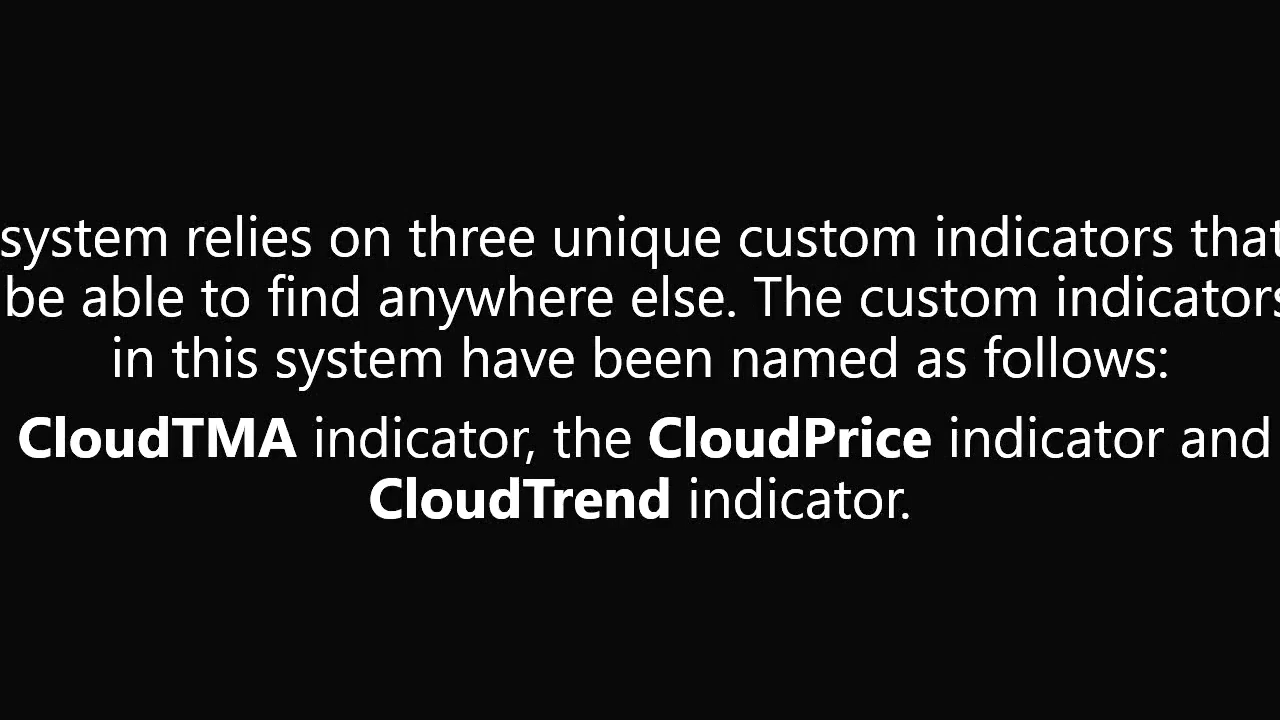 system relies on three unique custom indicators that
be able to find anywhere else. The custom indicators
in this system have been named as follows:
CloudTMA indicator, the CloudPrice indicator and
CloudTrend indicator.